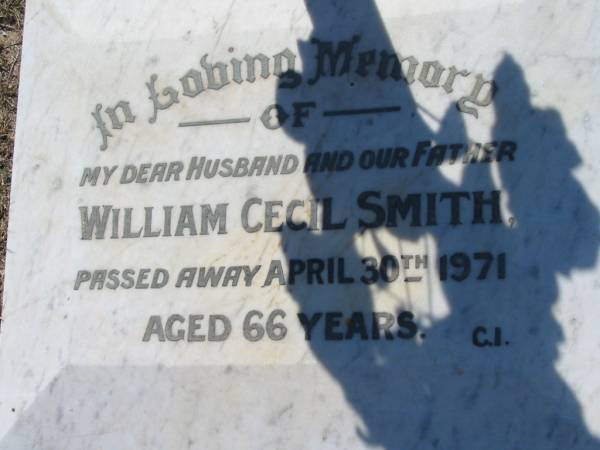 In Loving Memory
OF
MY DEAR HUSBAND AND OUR FATHER
WILLIAM CECIL SMITH,
PASSED AWAY APRIL 30TH 1971
AGED 66 YEARS. C.I.